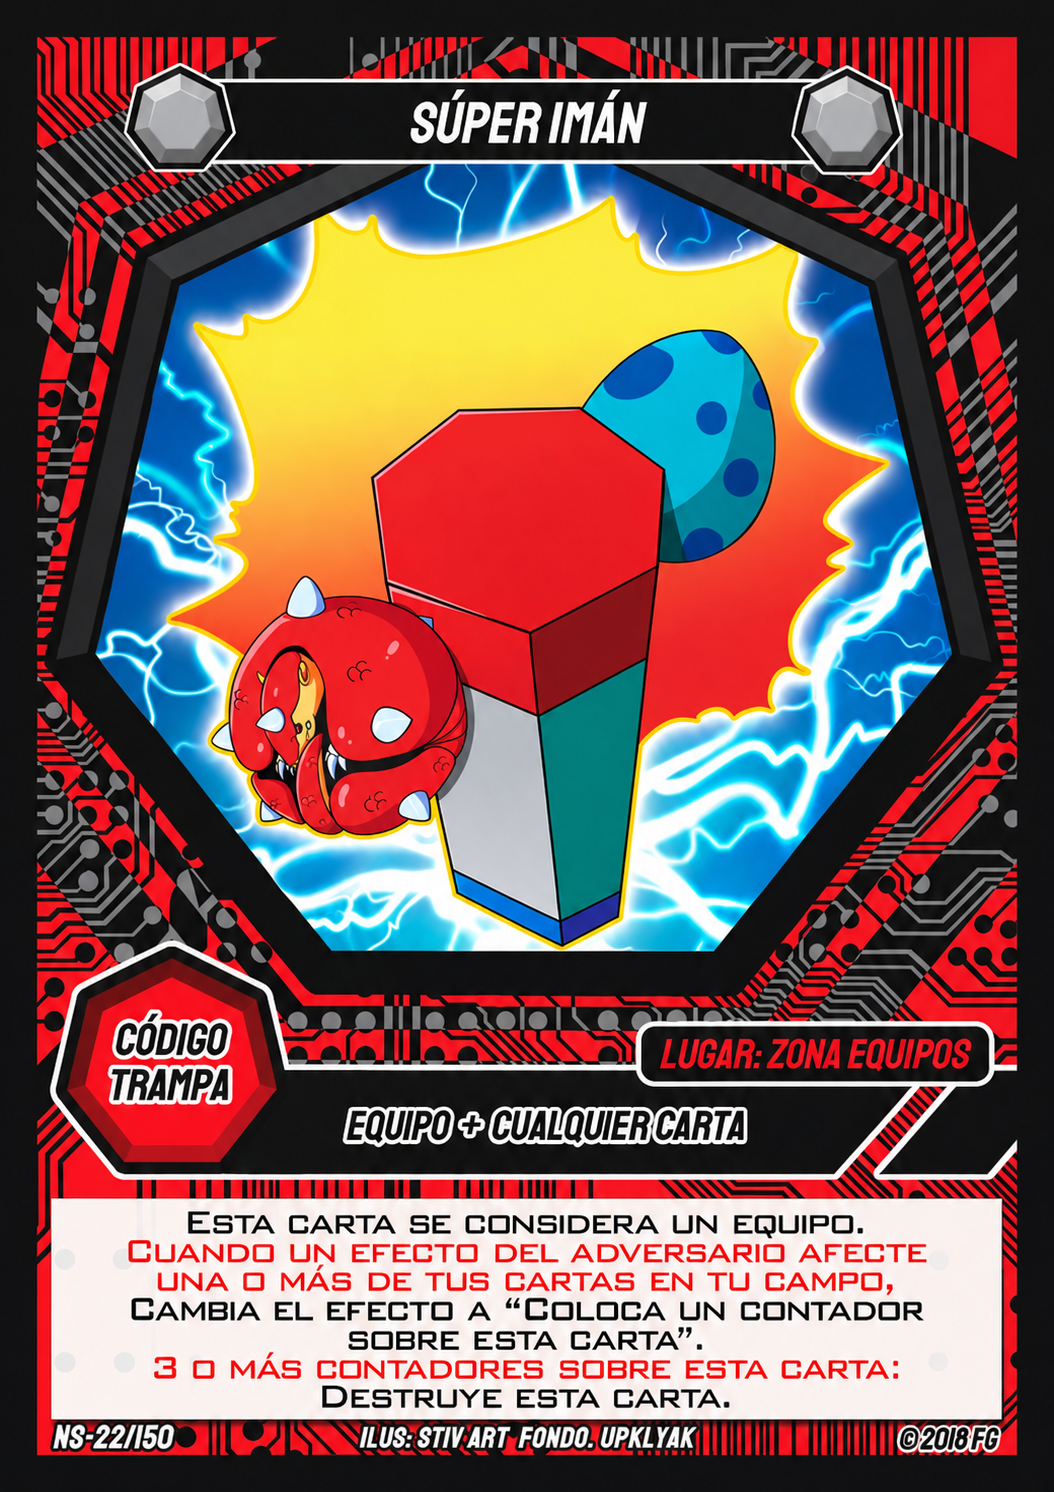 SÚPER IMÁN
CÓDIGO
TRAMPA
LUGAR: ZONA EQUIPOS
EQUIPO + CUALQUIER CARTA
ESTA CARTA SE CONSIDERA UN EQUIPO.
CUANDO UN EFECTO DEL ADVERSARIO AFECTE
UNA O MÁS DE TUS CARTAS EN TU CAMPO,
CAMBIA EL EFECTO A “COLOCA UN CONTADOR
SOBRE ESTA CARTA”.
3 O MÁS CONTADORES SOBRE ESTA CARTA:
DESTRUYE ESTA CARTA.
NS-22/150
ILUS: STIV ART FONDO. UPKLYAK
©2018 FG